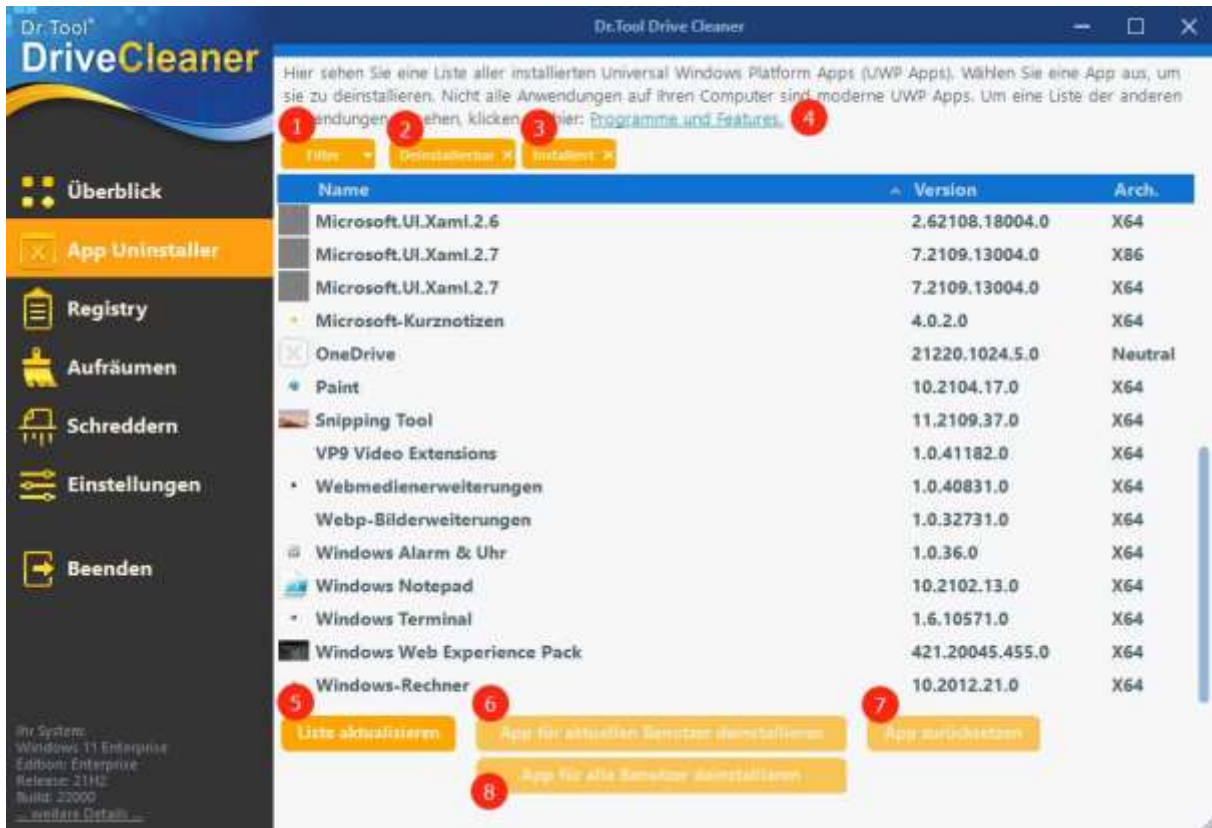 Dr.Tool®
DriveCleaner
Dr.Tool Drive Cleaner
Hier sehen Sie eine Liste aller installierten Universal Windows Platform Apps (UWP Apps). Wählen Sie eine App aus, um
sie zu deinstallieren. Nicht alle Anwendungen auf Ihren Computer sind moderne UWP Apps. Um eine Liste der anderen
sehen, klicken hier: Programme und Features.
1
2
3
4
Filter
Deinstallierbar ×
Installiert ×
Überblick
App Uninstaller
Registry
Aufräumen
Schreddern
Einstellungen
Beenden
Name Version Arch.
Microsoft.UI.Xaml.2.6 2.62108.18004.0 X64
Microsoft.UI.Xaml.2.7 7.2109.13004.0 X86
Microsoft.UI.Xaml.2.7 7.2109.13004.0 X64
Microsoft-Kurznotizen 4.0.2.0 X64
OneDrive 21220.1024.5.0 Neutral
Paint 10.2104.17.0 X64
Snipping Tool 11.2109.37.0 X64
VP9 Video Extensions 1.0.41182.0 X64
Webmedienerweiterungen 1.0.40831.0 X64
Webp-Bilderweiterungen 1.0.32731.0 X64
Windows Alarm & Uhr 1.0.36.0 X64
Windows Notepad 10.2102.13.0 X64
Windows Terminal 1.6.10571.0 X64
Windows Web Experience Pack 421.20045.455.0 X64
Windows-Rechner 10.2012.21.0 X64
5
6
7
Liste aktualisieren
App für aktuellen Benutzer deinstallieren
App zurücksetzen
8
App für alle Benutzer deinstallieren
Ihr System:
Windows 11 Enterprise
Edition: Enterprise
Release: 21H2
Build: 22000
... weitere Details ...